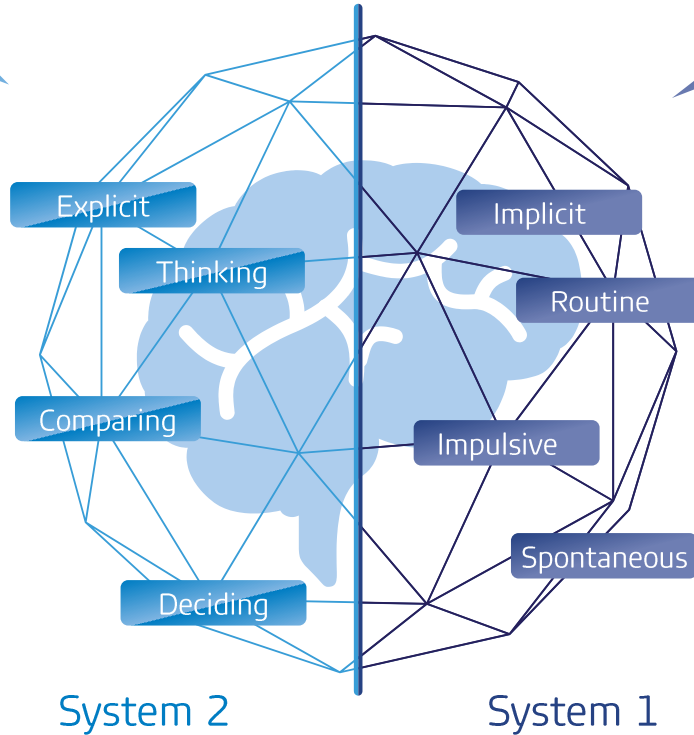 Explicit
Thinking
Comparing
Deciding
System 2
Implicit
Routine
Impulsive
Spontaneous
System 1